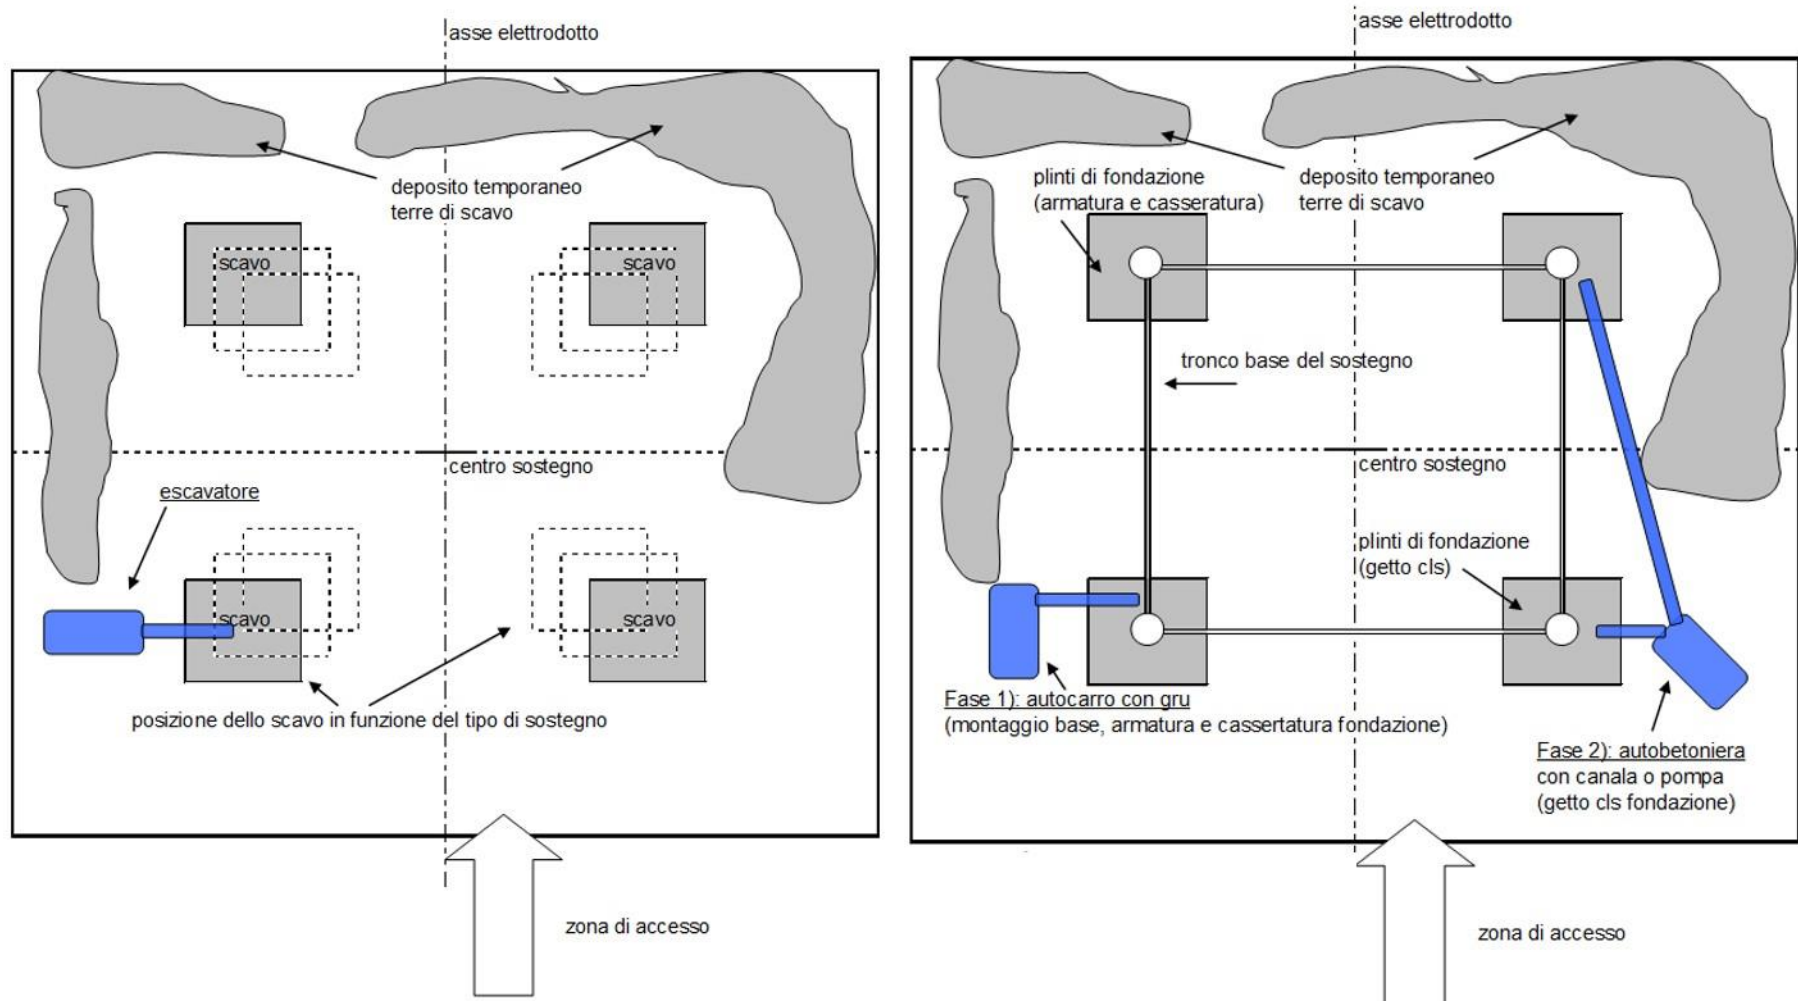 asse elettrodotto
deposito temporaneo
terre di scavo
scavo
scavo
centro sostegno
escavatore
scavo
scavo
posizione dello scavo in funzione del tipo di sostegno
zona di accesso
asse elettrodotto
plinti di fondazione
(armatura e casseratura)
deposito temporaneo
terre di scavo
tronco base del sostegno
centro sostegno
plinti di fondazione
(getto cls)
Fase 1): autocarro con gru
(montaggio base, armatura e cassertatura fondazione)
Fase 2): autobetoniera
con canala o pompa
(getto cls fondazione)
zona di accesso